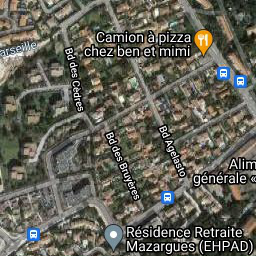 Camion à pizza
chez ben et mimi
arseille
Bd des Cèdres
Bd des Bruyères
Bd Agelasto
Alim
générale «
Résidence Retraite
Mazargues (EHPAD)